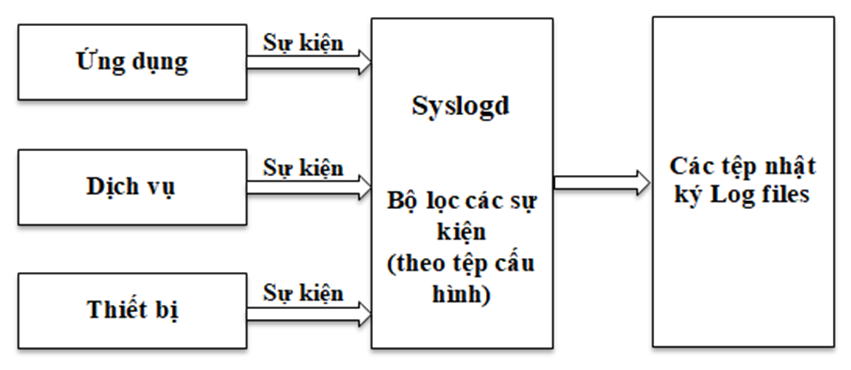 Ứng dụng
Sự kiện
Dịch vụ
Sự kiện
Thiết bị
Sự kiện
Syslogd
Bộ lọc các sự
kiện
(theo tệp cấu
hình)
Các tệp nhật
ký Log files